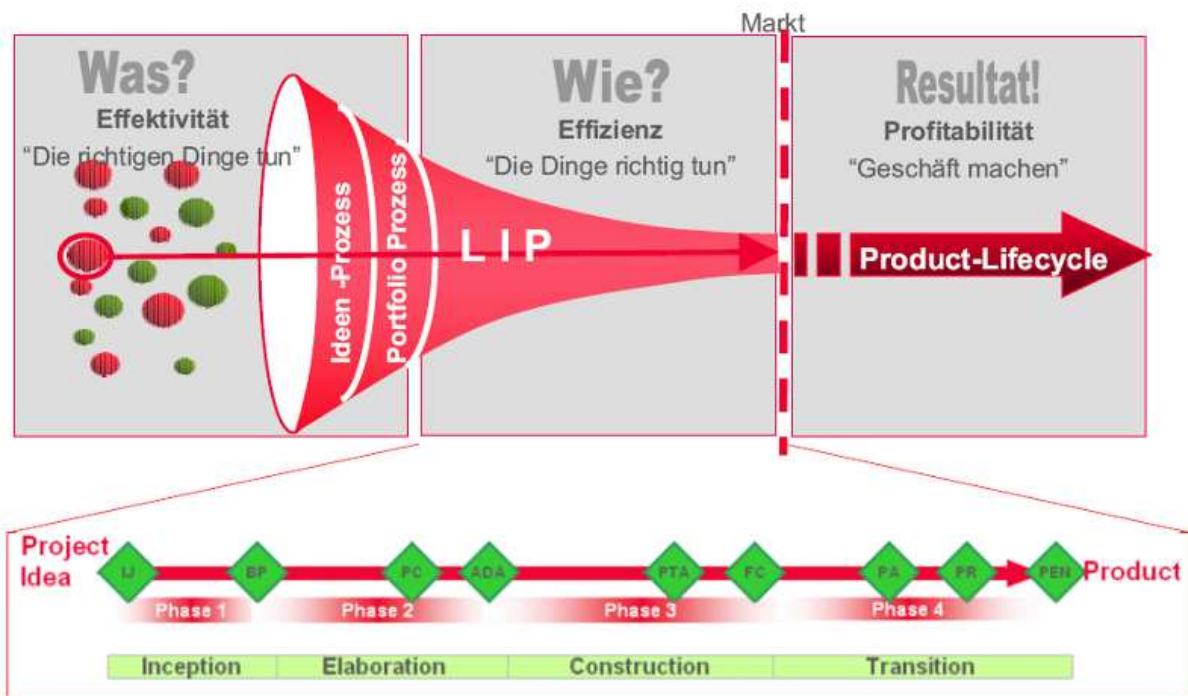 Markt
Was?
Effektivität
“Die richtigen Dinge tun”
Wie?
Effizienz
“Die Dinge richtig tun”
Resultat!
Profitabilität
“Geschäft machen”
Ideen -Prozess
Portfolio Prozess
L I P
Product-Lifecycle
Project
Idea
IJ
BP
PC
ADA
PTA
FC
PA
PR
PEN
Product
Phase 1
Phase 2
Phase 3
Phase 4
Inception
Elaboration
Construction
Transition